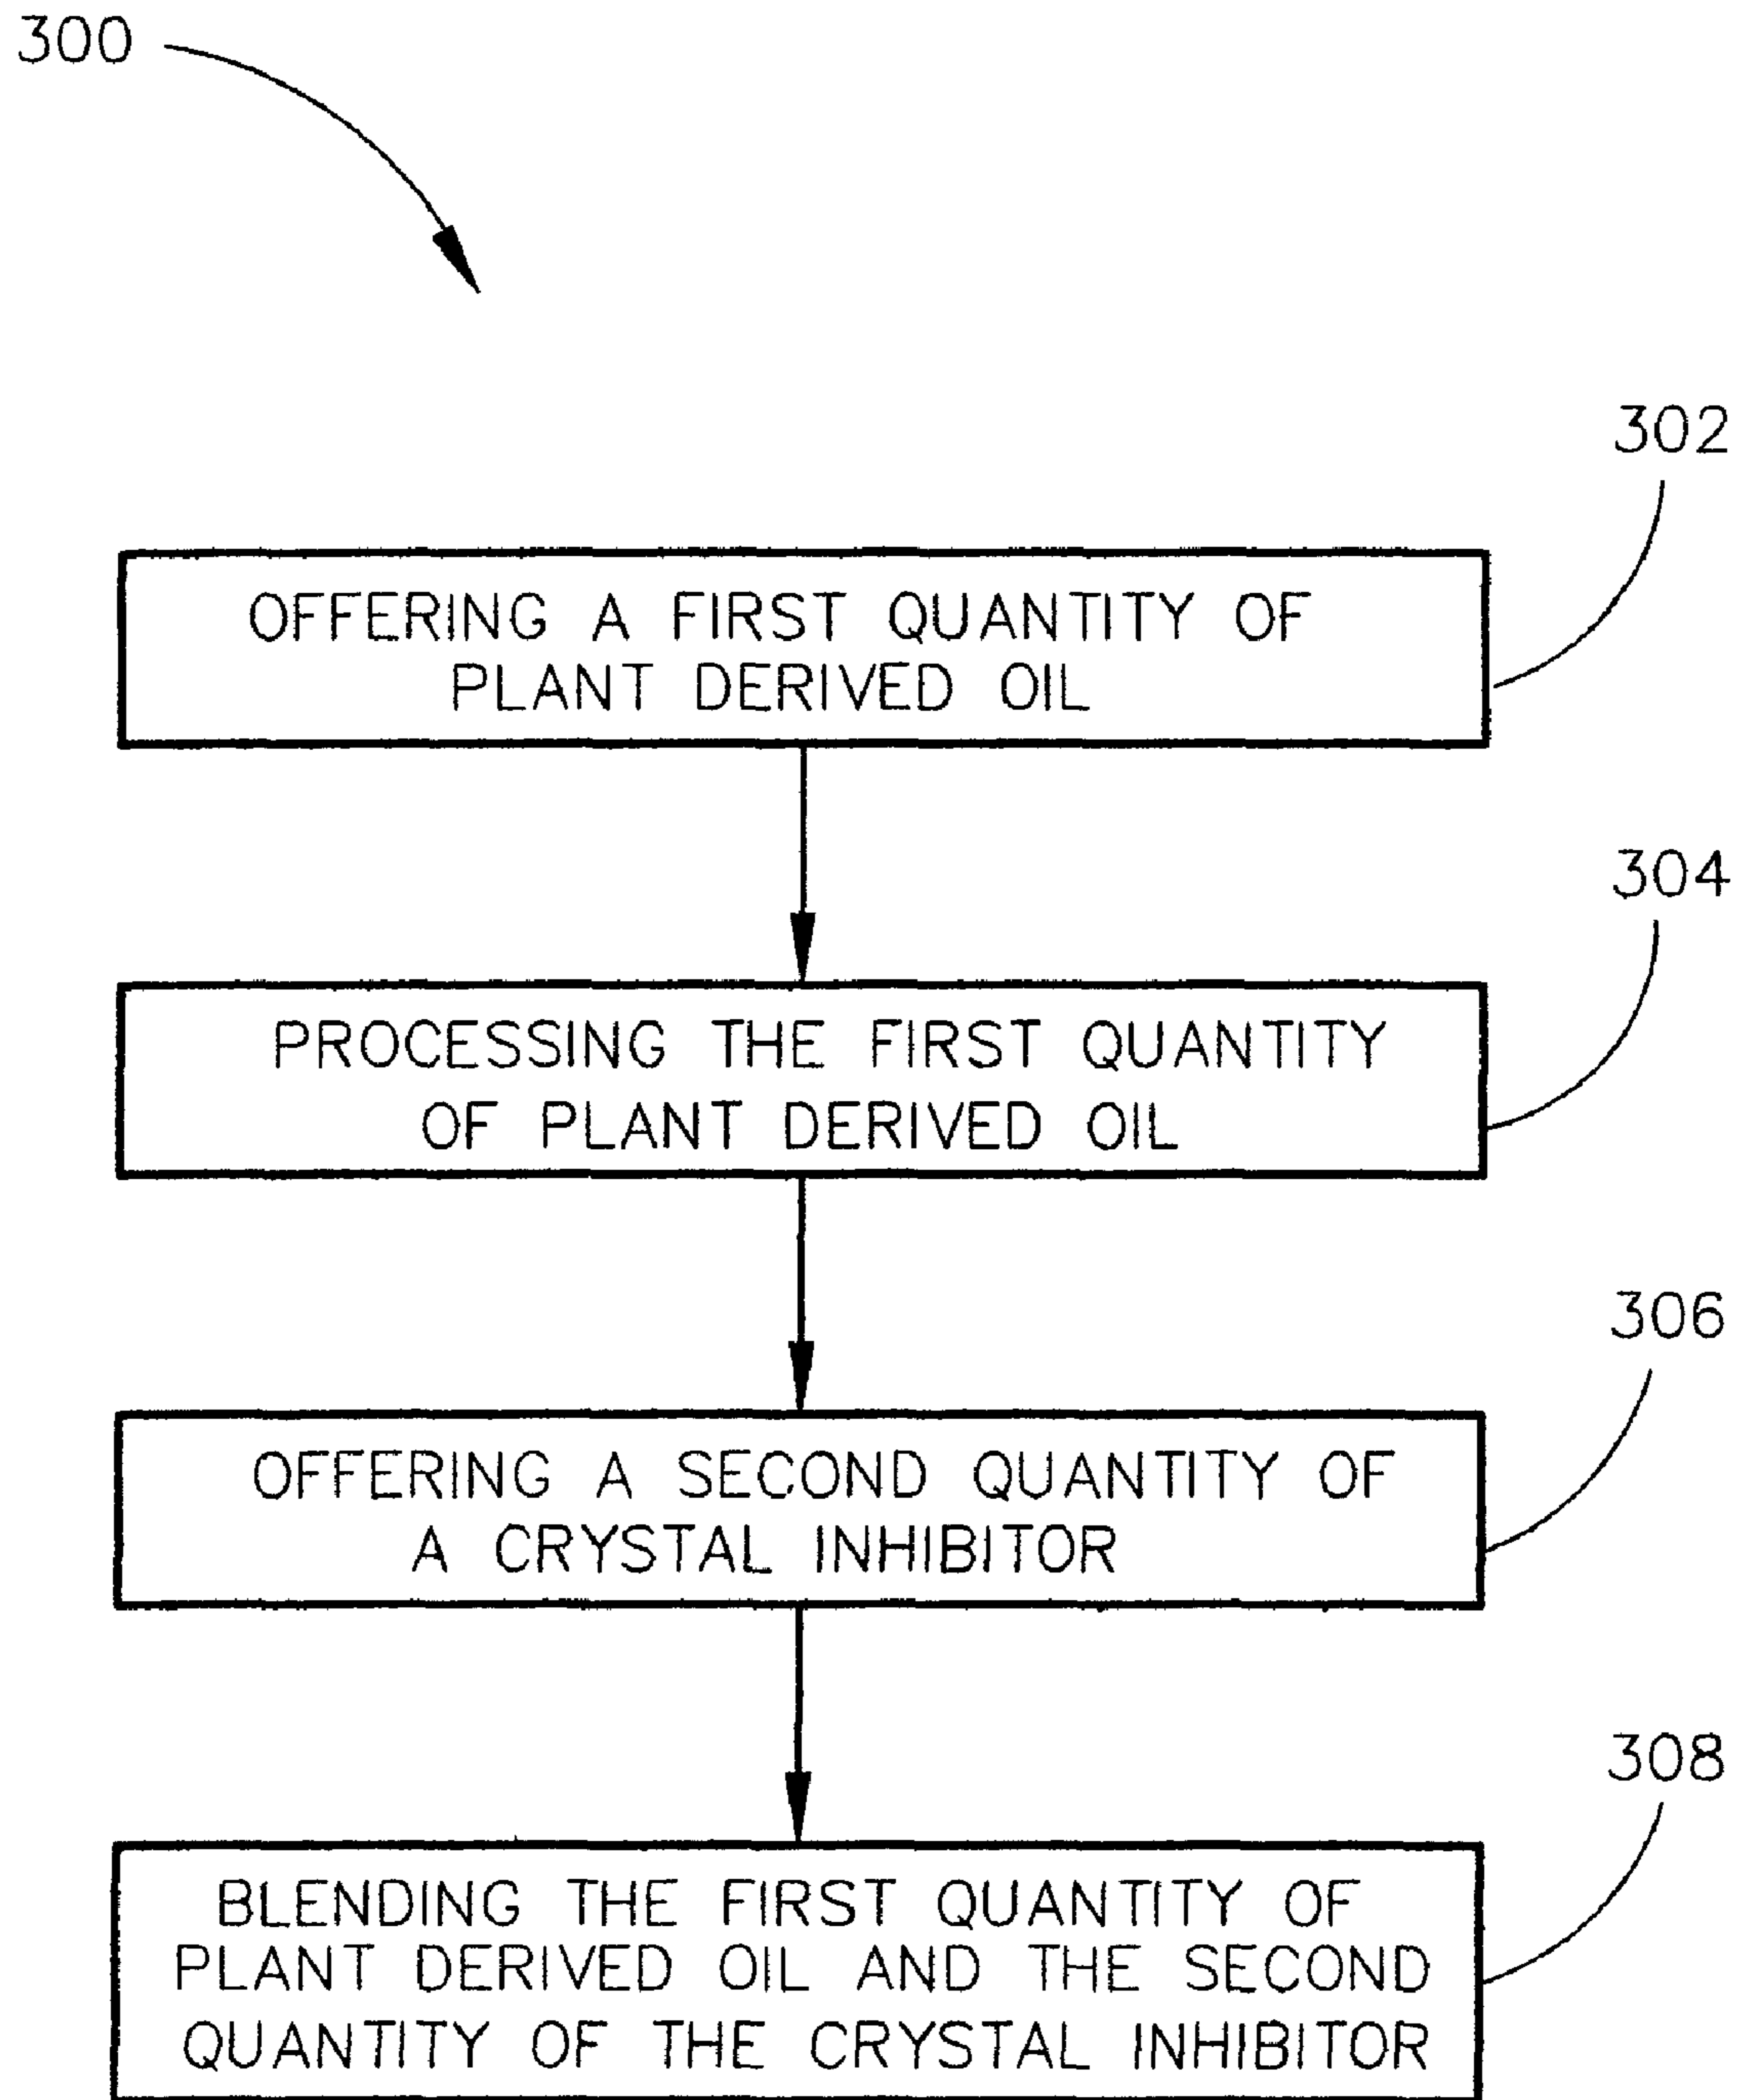 300
302
OFFERING A FIRST QUANTITY OF
PLANT DERIVED OIL
304
PROCESSING THE FIRST QUANTITY
OF PLANT DERIVED OIL
306
OFFERING A SECOND QUANTITY OF
A CRYSTAL INHIBITOR
308
BLENDING THE FIRST QUANTITY OF
PLANT DERIVED OIL AND THE SECOND
QUANTITY OF THE CRYSTAL INHIBITOR